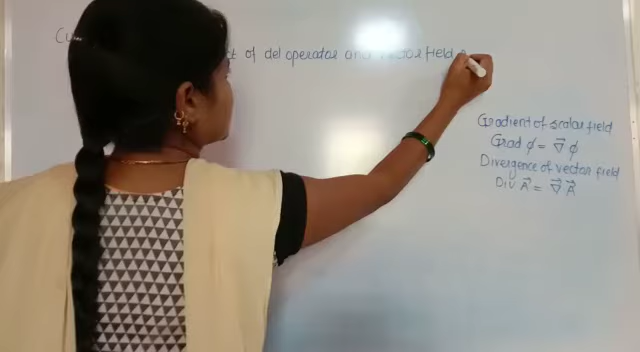 Cu
ct of del operator and vector field
Gradient of scalar field
Grad ϕ = ∇⃗ ϕ
Divergence of vector field
Div A⃗ = ∇⃗ A⃗